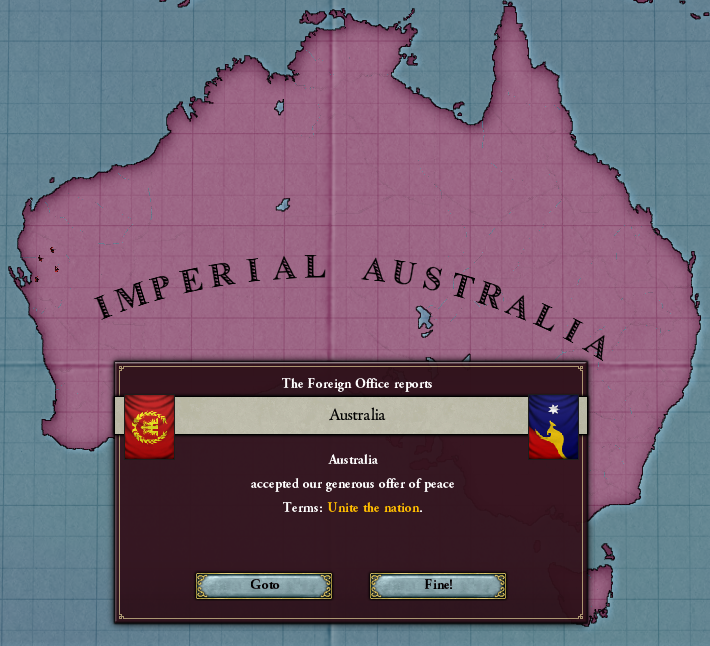 IMPERIAL AUSTRALIA
The Foreign Office reports
Australia
Australia
accepted our generous offer of peace
Terms: Unite the nation.
Goto
Fine!